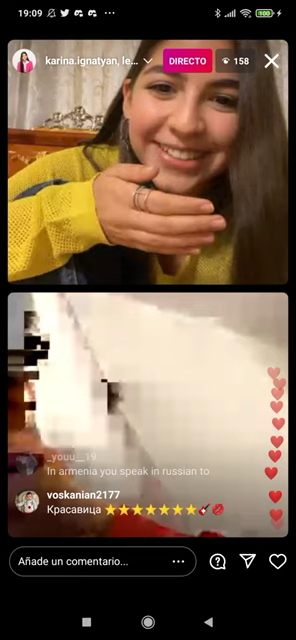 19:09
karina.ignatyan, le...
DIRECTO
158
_youu__19
In armenia you speak in russian to
voskanian2177
Красавица
Añade un comentario...